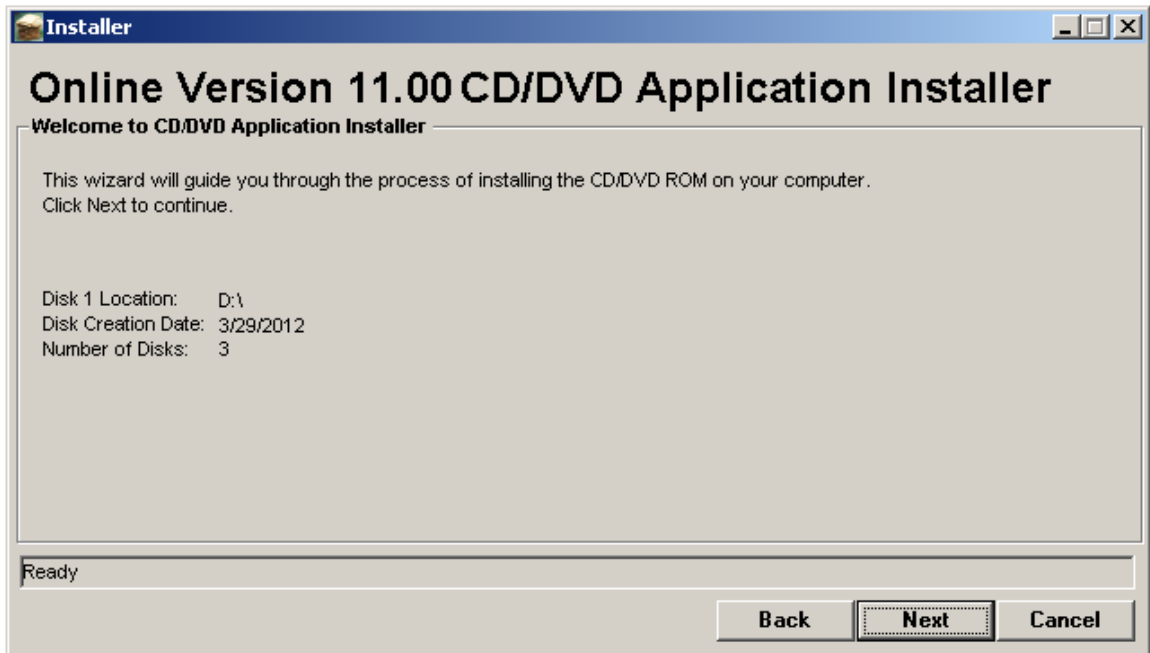 Installer
Online Version 11.00 CD/DVD Application Installer
Welcome to CD/DVD Application Installer
This wizard will guide you through the process of installing the CD/DVD ROM on your computer.
Click Next to continue.
Disk 1 Location: D:\
Disk Creation Date: 3/29/2012
Number of Disks: 3
Ready
Back Next Cancel